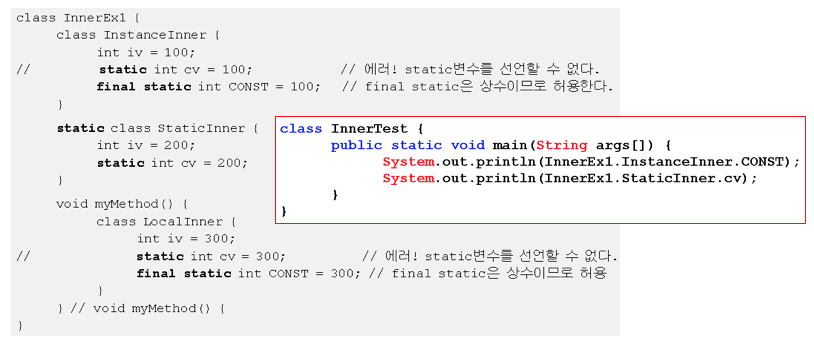 class InnerEx1 {
class InstanceInner {
int iv = 100;
// static int cv = 100; // 에러! static변수를 선언할 수 없다.
final static int CONST = 100; // final static은 상수이므로 허용한다.
}
static class StaticInner {
int iv = 200;
static int cv = 200;
}
void myMethod() {
class LocalInner {
int iv = 300;
// static int cv = 300; // 에러! static변수를 선언할 수 없다.
final static int CONST = 300; // final static은 상수이므로 허용
}
} // void myMethod() {
}
class InnerTest {
public static void main(String args[]) {
System.out.println(InnerEx1.InstanceInner.CONST);
System.out.println(InnerEx1.StaticInner.cv);
}
}